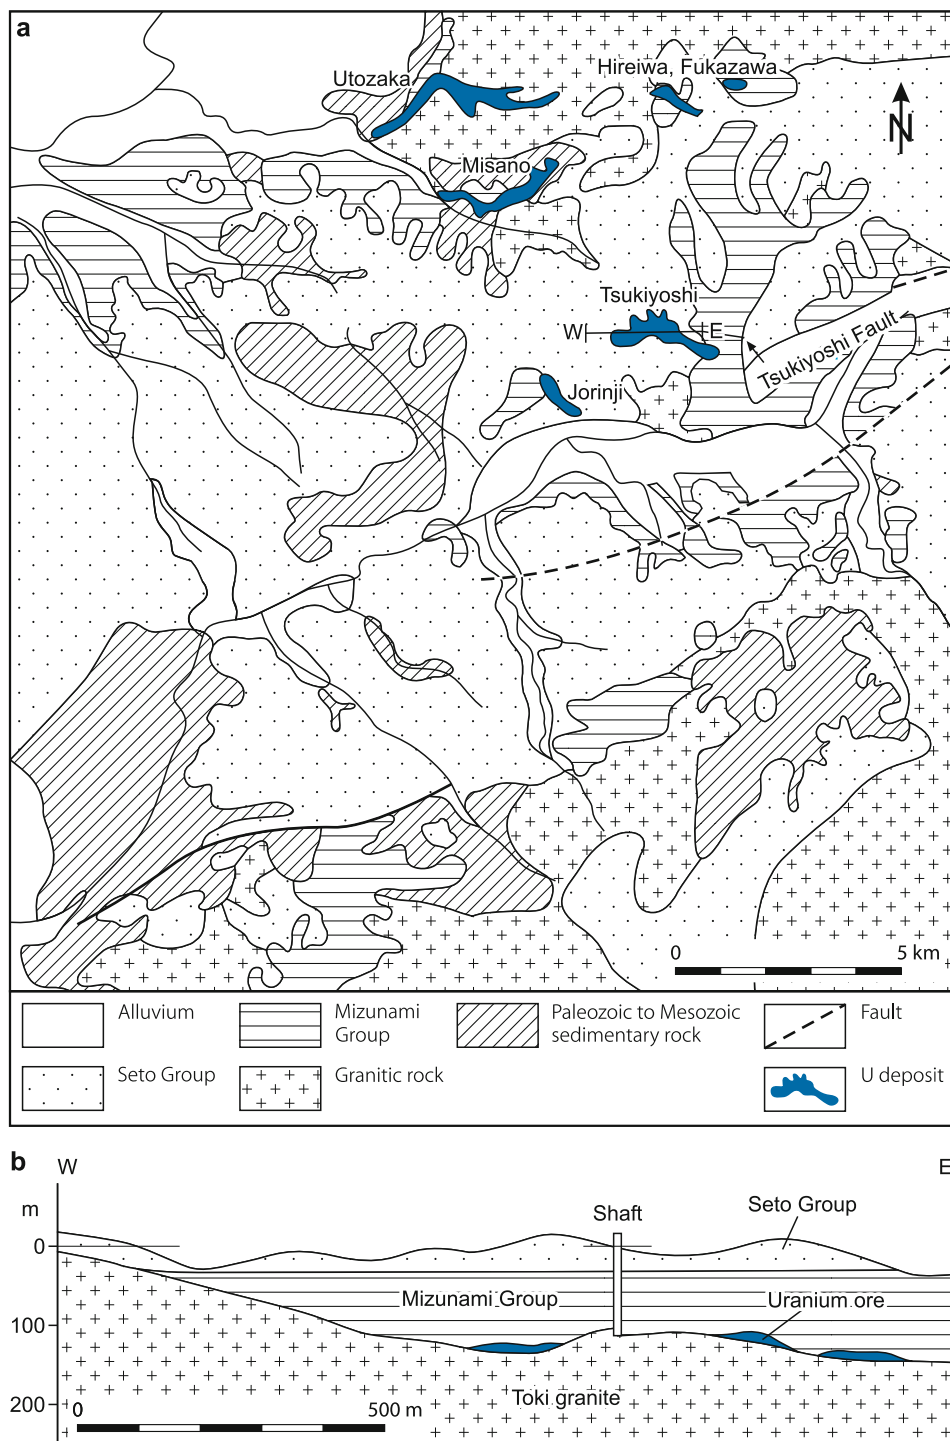 a
Utozaka
Hireiwa, Fukazawa
N
Misano
Tsukiyoshi
W
E
Tsukiyoshi Fault
Jorinji
0
5 km
Alluvium
Mizunami
Group
Paleozoic to Mesozoic
sedimentary rock
Fault
Seto Group
Granitic rock
U deposit
b
W
E
m
Shaft
Seto Group
0
Mizunami Group
Uranium ore
100
Toki granite
200
0
500 m